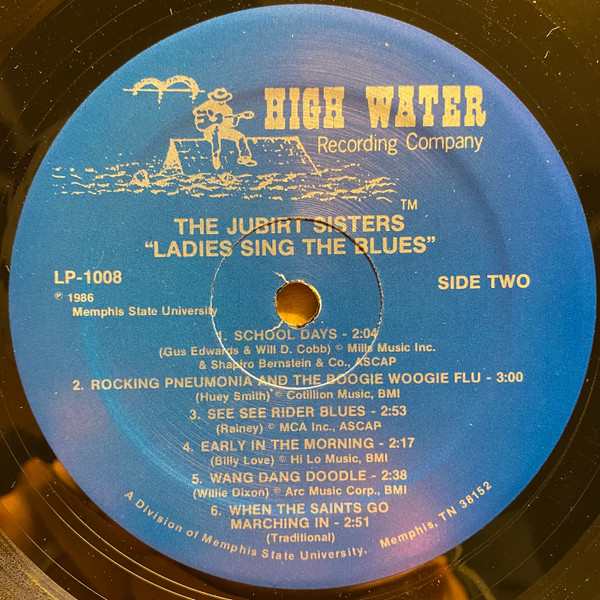 HIGH WATER
Recording Company
TM
THE JUBIRT SISTERS
"LADIES SING THE BLUES"
LP-1008
SIDE TWO
℗ 1986
Memphis State University
1. SCHOOL DAYS - 2:04
(Gus Edwards & Will D. Cobb) © Mills Music Inc.
& Shapiro Bernstein & Co., ASCAP
2. ROCKING PNEUMONIA AND THE BOOGIE WOOGIE FLU - 3:00
(Huey Smith) © Cotillion Music, BMI
3. SEE SEE RIDER BLUES - 2:53
(Rainey) © MCA Inc., ASCAP
4. EARLY IN THE MORNING - 2:17
(Billy Love) © Hi Lo Music, BMI
5. WANG DANG DOODLE - 2:38
(Willie Dixon) © Arc Music Corp., BMI
6. WHEN THE SAINTS GO
MARCHING IN - 2:51
(Traditional)
A Division of Memphis State University, Memphis, TN 38152